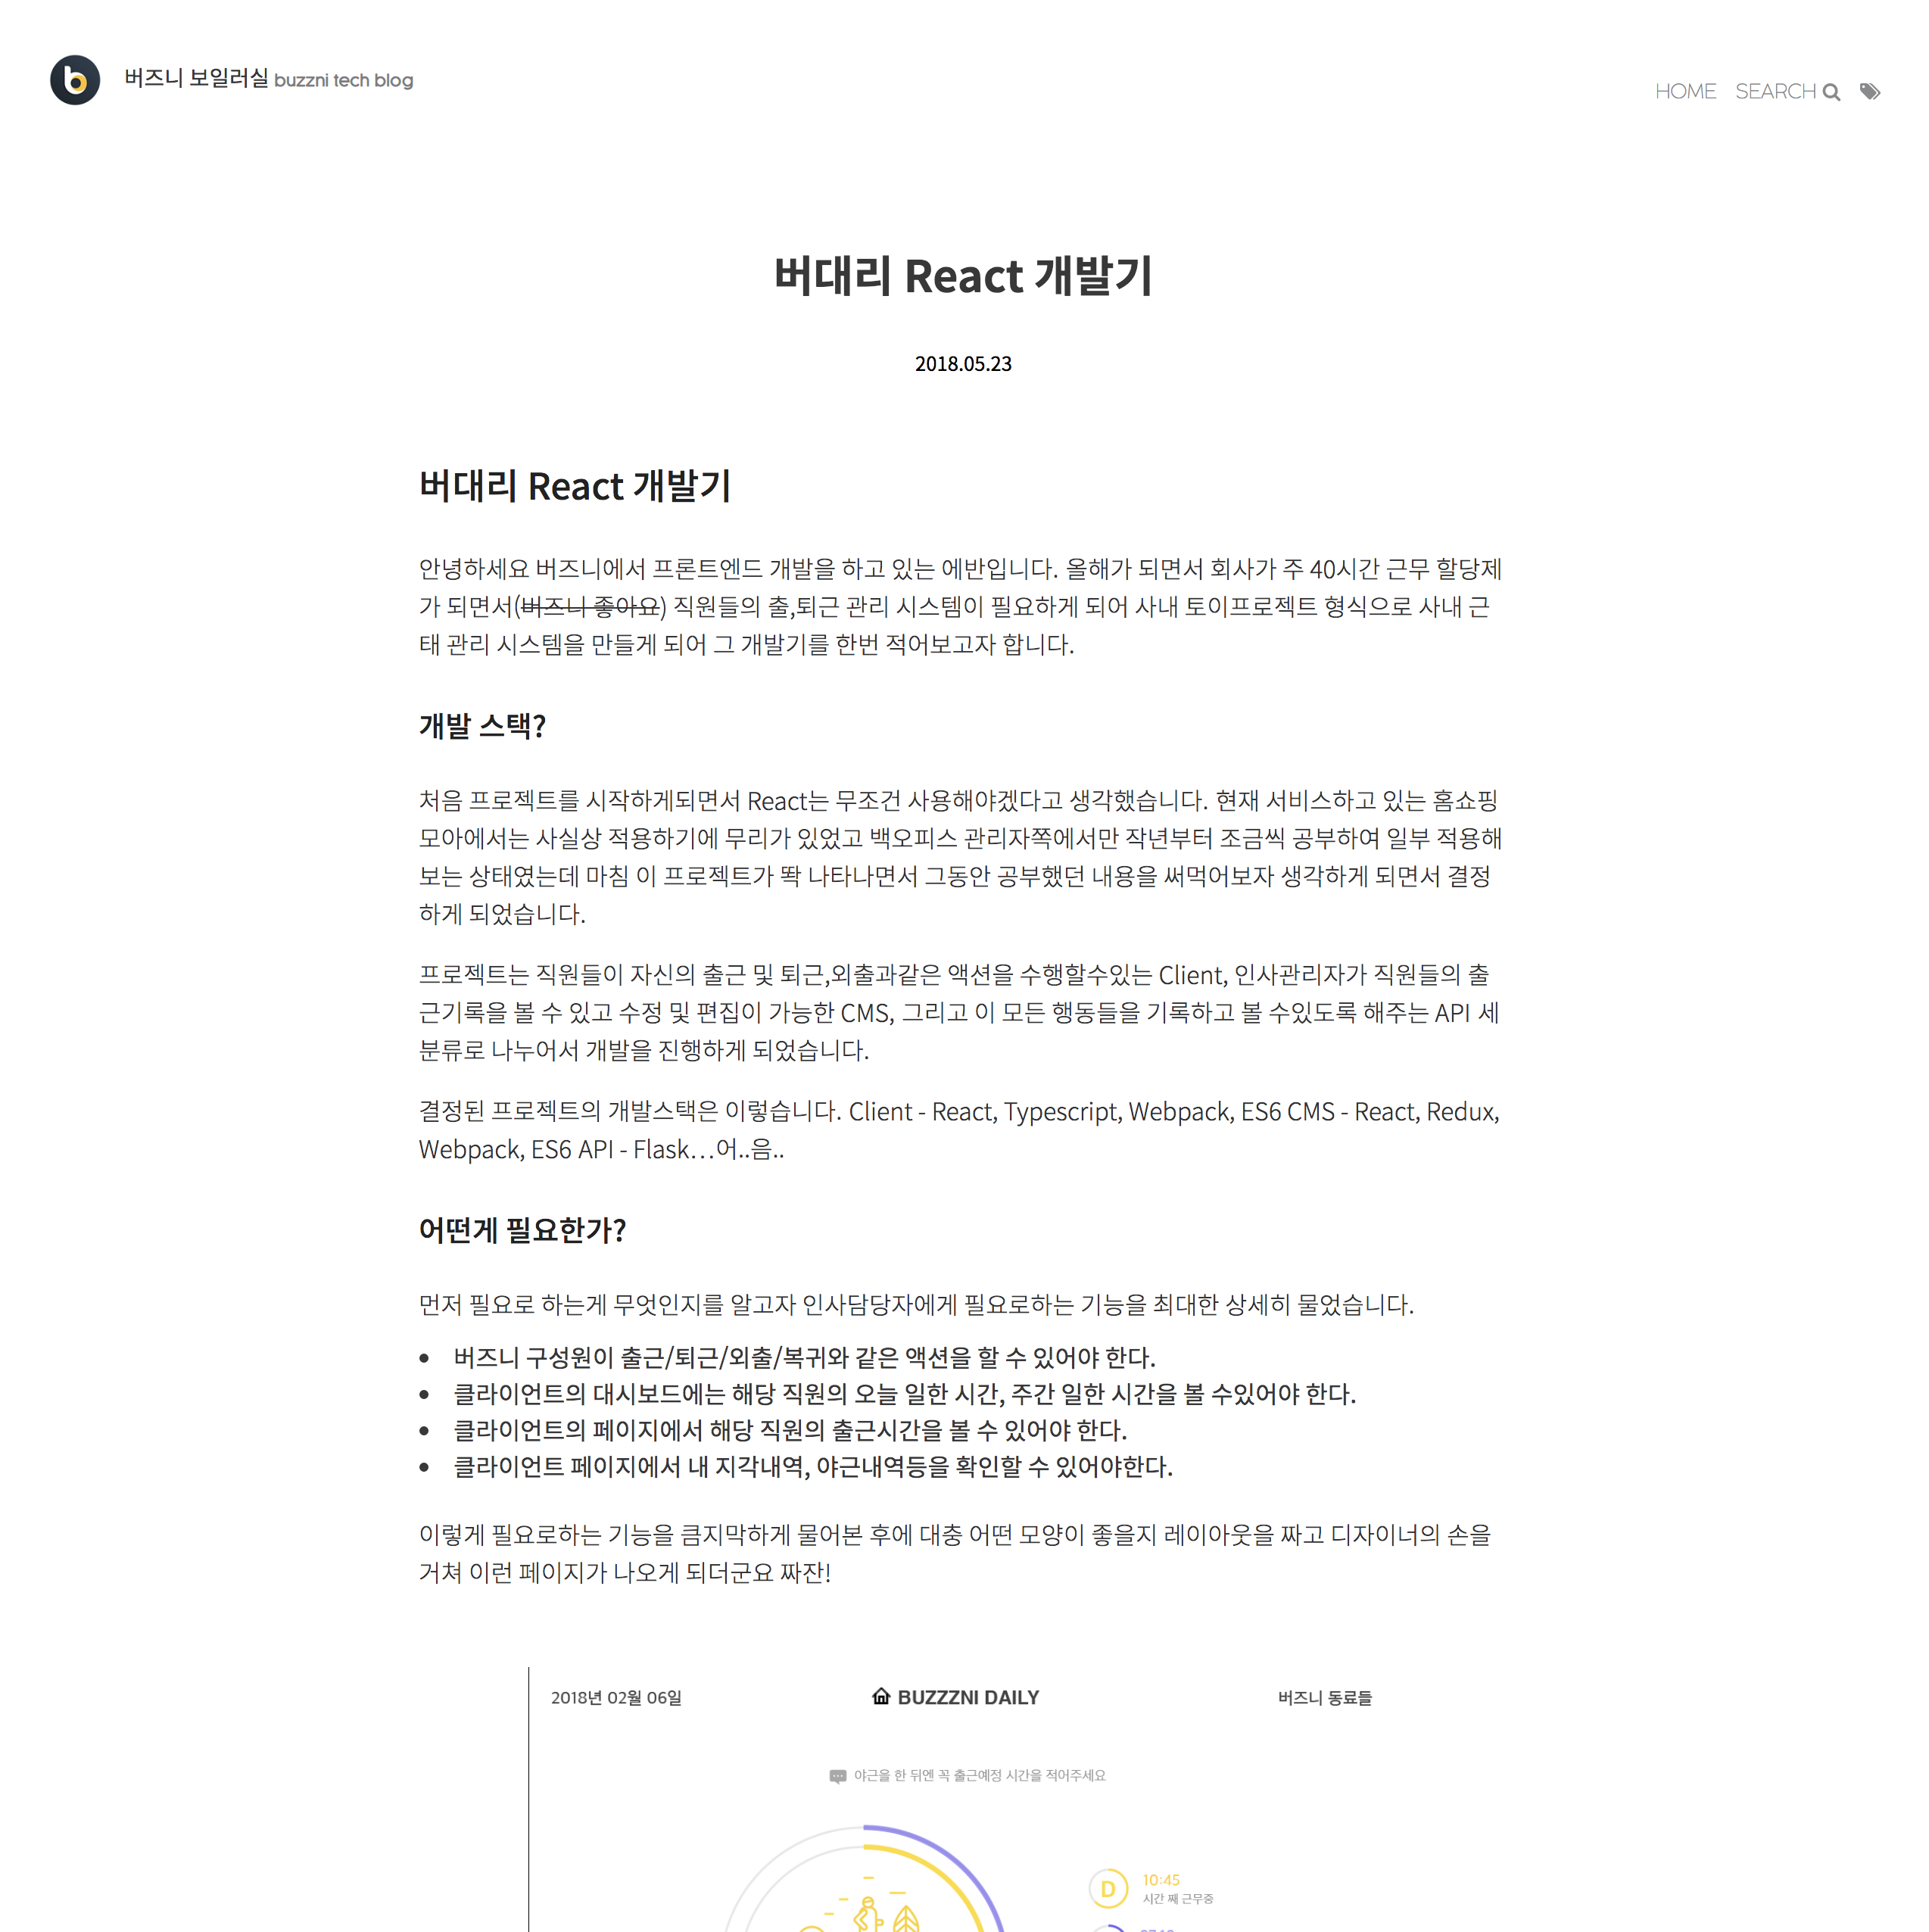 버즈니 보일러실 buzzni tech blog
HOME SEARCH
버대리 React 개발기
2018.05.23
버대리 React 개발기
안녕하세요 버즈니에서 프론트엔드 개발을 하고 있는 에반입니다. 올해가 되면서 회사가 주 40시간 근무 할당제
가 되면서(버즈니 좋아요) 직원들의 출,퇴근 관리 시스템이 필요하게 되어 사내 토이프로젝트 형식으로 사내 근
태 관리 시스템을 만들게 되어 그 개발기를 한번 적어보고자 합니다.
개발 스택?
처음 프로젝트를 시작하게되면서 React는 무조건 사용해야겠다고 생각했습니다. 현재 서비스하고 있는 홈쇼핑
모아에서는 사실상 적용하기에 무리가 있었고 백오피스 관리자쪽에서만 작년부터 조금씩 공부하여 일부 적용해
보는 상태였는데 마침 이 프로젝트가 뙇 나타나면서 그동안 공부했던 내용을 써먹어보자 생각하게 되면서 결정
하게 되었습니다.
프로젝트는 직원들이 자신의 출근 및 퇴근,외출과같은 액션을 수행할수있는 Client, 인사관리자가 직원들의 출
근기록을 볼 수 있고 수정 및 편집이 가능한 CMS, 그리고 이 모든 행동들을 기록하고 볼 수있도록 해주는 API 세
분류로 나누어서 개발을 진행하게 되었습니다.
결정된 프로젝트의 개발스택은 이렇습니다. Client - React, Typescript, Webpack, ES6 CMS - React, Redux,
Webpack, ES6 API - Flask…어..음..
어떤게 필요한가?
먼저 필요로 하는게 무엇인지를 알고자 인사담당자에게 필요로하는 기능을 최대한 상세히 물었습니다.
• 버즈니 구성원이 출근/퇴근/외출/복귀와 같은 액션을 할 수 있어야 한다.
• 클라이언트의 대시보드에는 해당 직원의 오늘 일한 시간, 주간 일한 시간을 볼 수있어야 한다.
• 클라이언트의 페이지에서 해당 직원의 출근시간을 볼 수 있어야 한다.
• 클라이언트 페이지에서 내 지각내역, 야근내역등을 확인할 수 있어야한다.
이렇게 필요로하는 기능을 큼지막하게 물어본 후에 대충 어떤 모양이 좋을지 레이아웃을 짜고 디자이너의 손을
거쳐 이런 페이지가 나오게 되더군요 짜잔!
2018년 02월 06일 BUZZZNI DAILY 버즈니 동료들
야근을 한 뒤엔 꼭 출근예정 시간을 적어주세요
D 10:45
시간 째 근무중